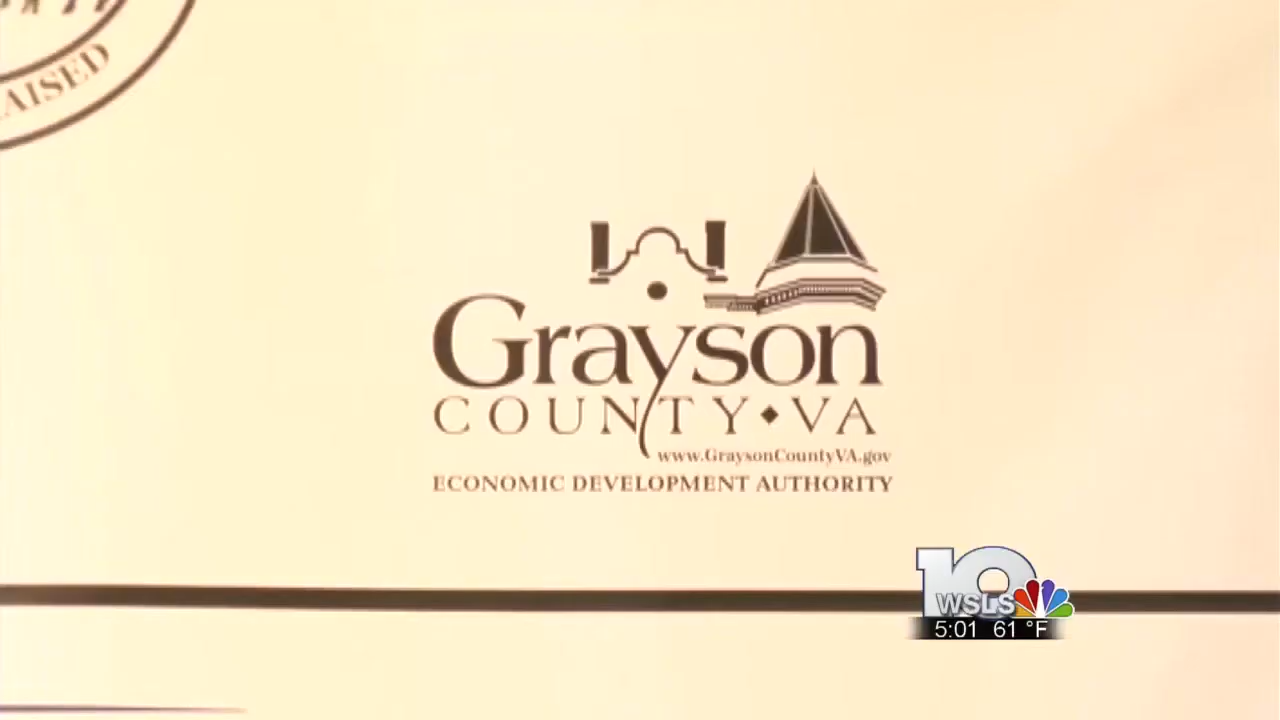 AISED
Grayson
COUNTY◆VA
www.GraysonCountyVA.gov
ECONOMIC DEVELOPMENT AUTHORITY
10
WSLS
5:01 61 °F